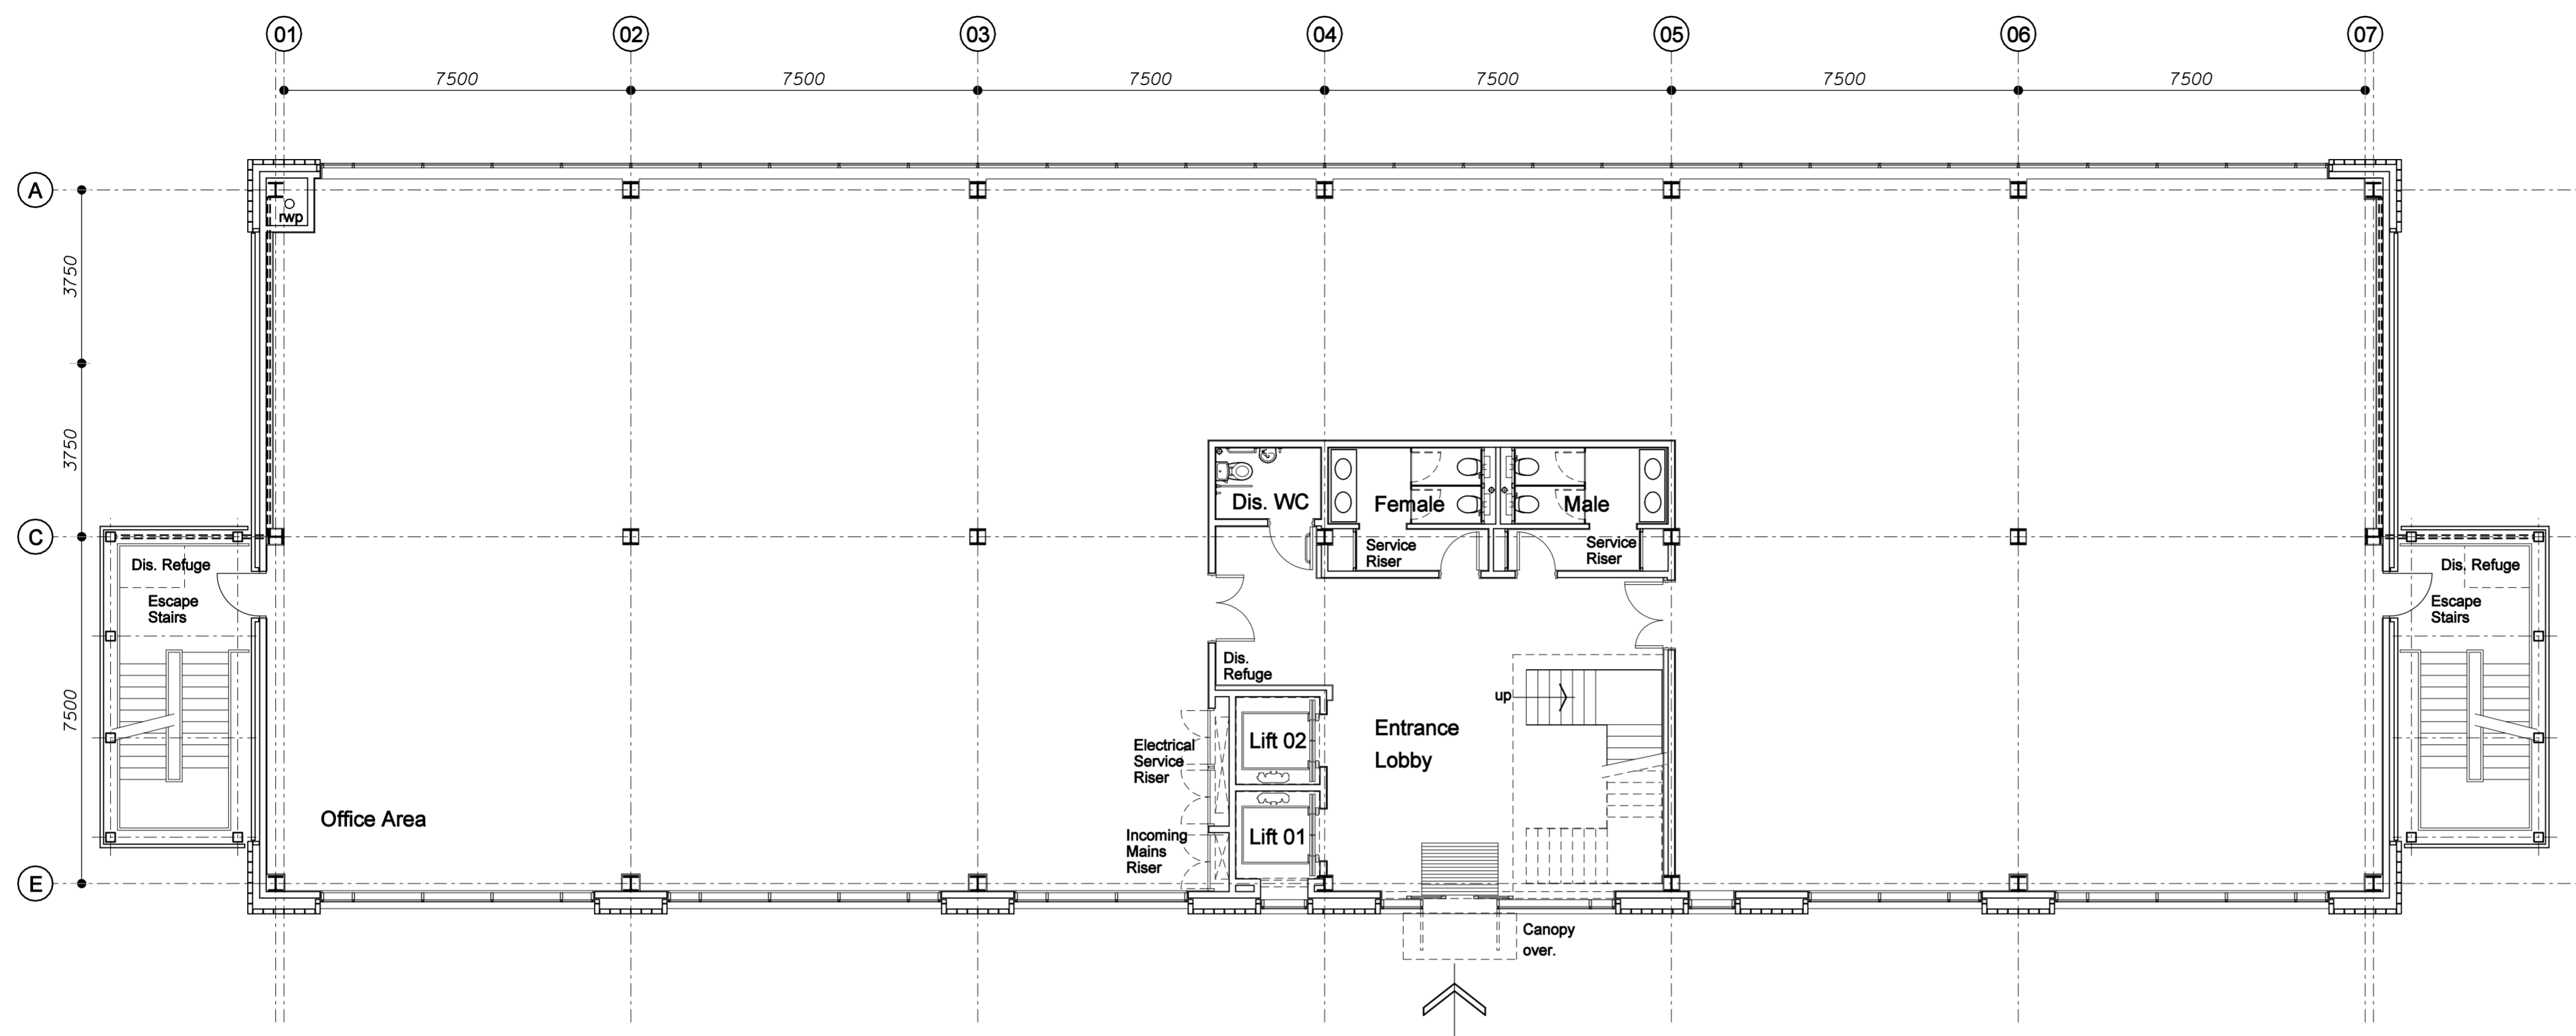 01 02 03 04 05 06 07
7500 7500 7500 7500 7500 7500
A
rwp
3750
3750
Dis. WC
Female
Male
C
Service
Riser
Service
Riser
Dis. Refuge
Dis. Refuge
Escape
Stairs
Escape
Stairs
Dis.
Refuge
7500
up
Entrance
Lobby
Electrical
Service
Riser
Lift 02
Office Area
Incoming
Mains
Riser
Lift 01
E
Canopy
over.